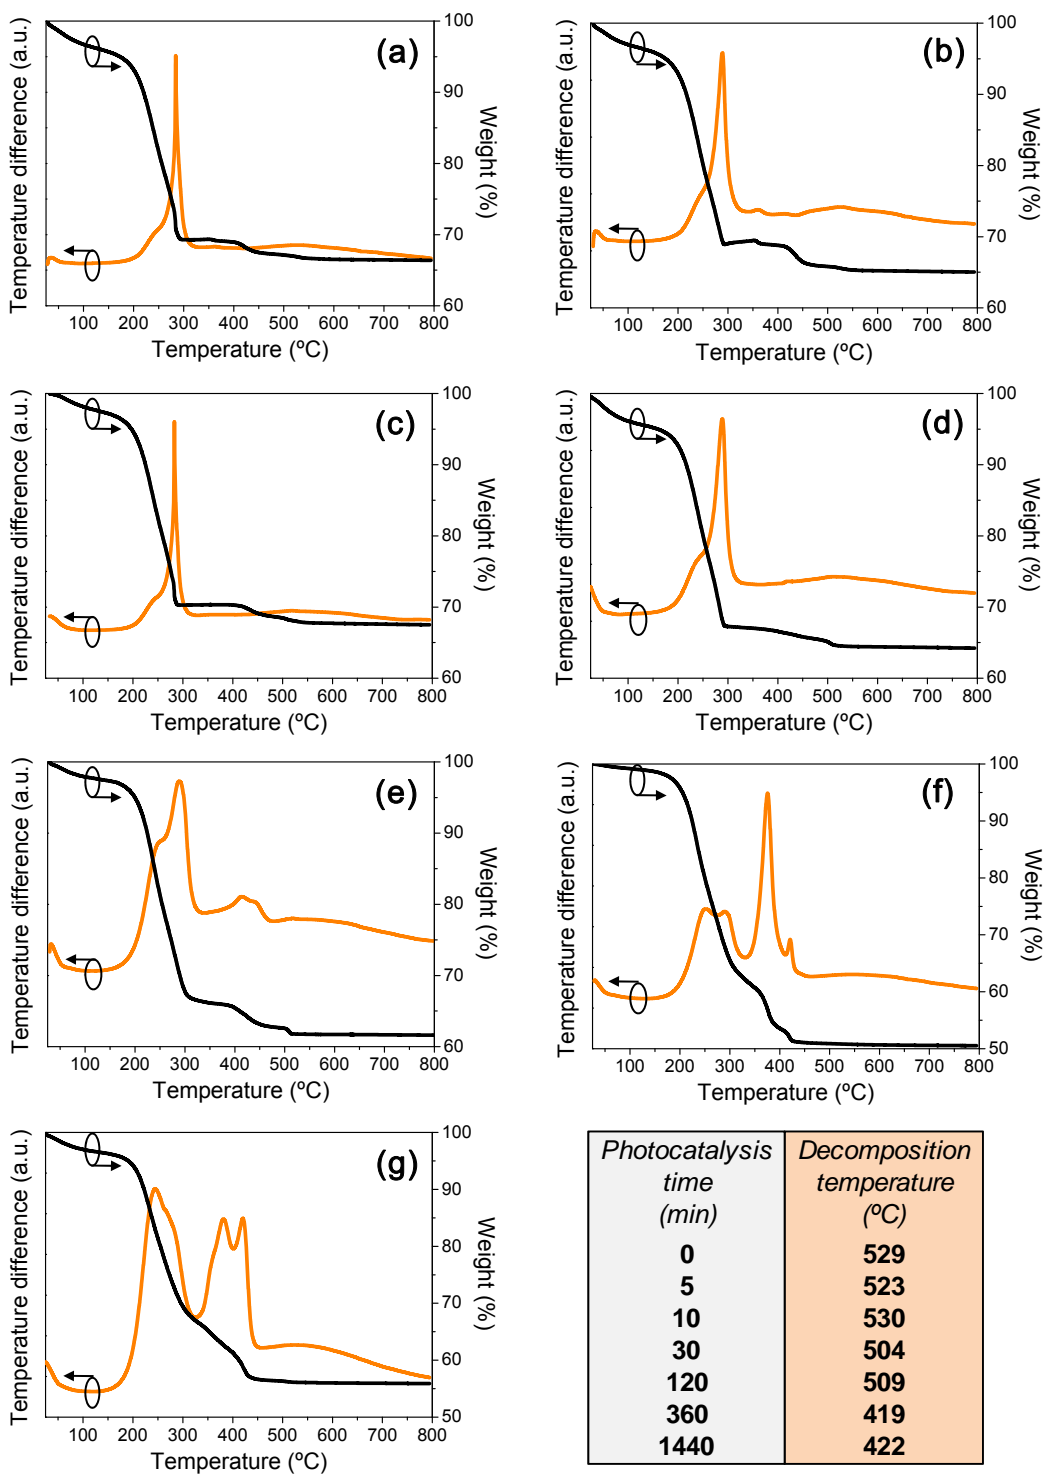 Temperature difference (a.u.)
100
90
80
70
60
Weight (%)
(a)
100 200 300 400 500 600 700 800
Temperature (ºC)
Temperature difference (a.u.)
100
90
80
70
60
Weight (%)
(b)
100 200 300 400 500 600 700 800
Temperature (ºC)
Temperature difference (a.u.)
100
90
80
70
60
Weight (%)
(c)
100 200 300 400 500 600 700 800
Temperature (ºC)
Temperature difference (a.u.)
100
90
80
70
60
Weight (%)
(d)
100 200 300 400 500 600 700 800
Temperature (ºC)
Temperature difference (a.u.)
100
90
80
70
60
Weight (%)
(e)
100 200 300 400 500 600 700 800
Temperature (ºC)
Temperature difference (a.u.)
100
90
80
70
60
50
Weight (%)
(f)
100 200 300 400 500 600 700 800
Temperature (ºC)
Temperature difference (a.u.)
100
90
80
70
60
50
Weight (%)
(g)
100 200 300 400 500 600 700 800
Temperature (ºC)
Photocatalysis Decomposition
time temperature
(min) (ºC)
0 529
5 523
10 530
30 504
120 509
360 419
1440 422